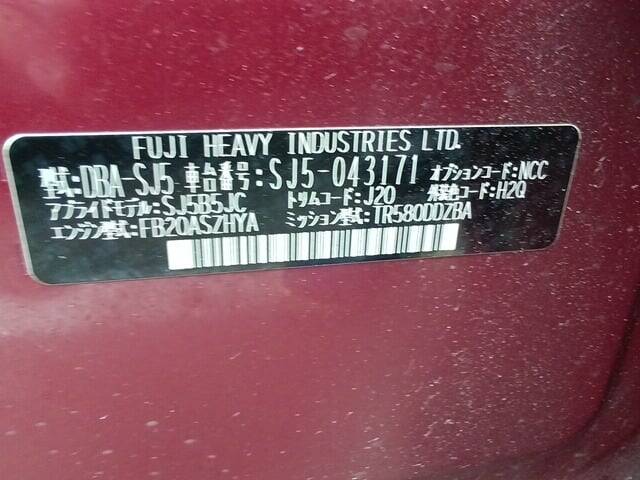 FUJI HEAVY INDUSTRIES LTD.
型式:DBA-SJ5 車台番号:SJ5-043171 オプションコード:NCC
アプライドモデル:SJ5B5JC トリムコード:J20 外装色コード:H2Q
エンジン型式:FB20ASZHYA ミッション型式:TR580DDZBA